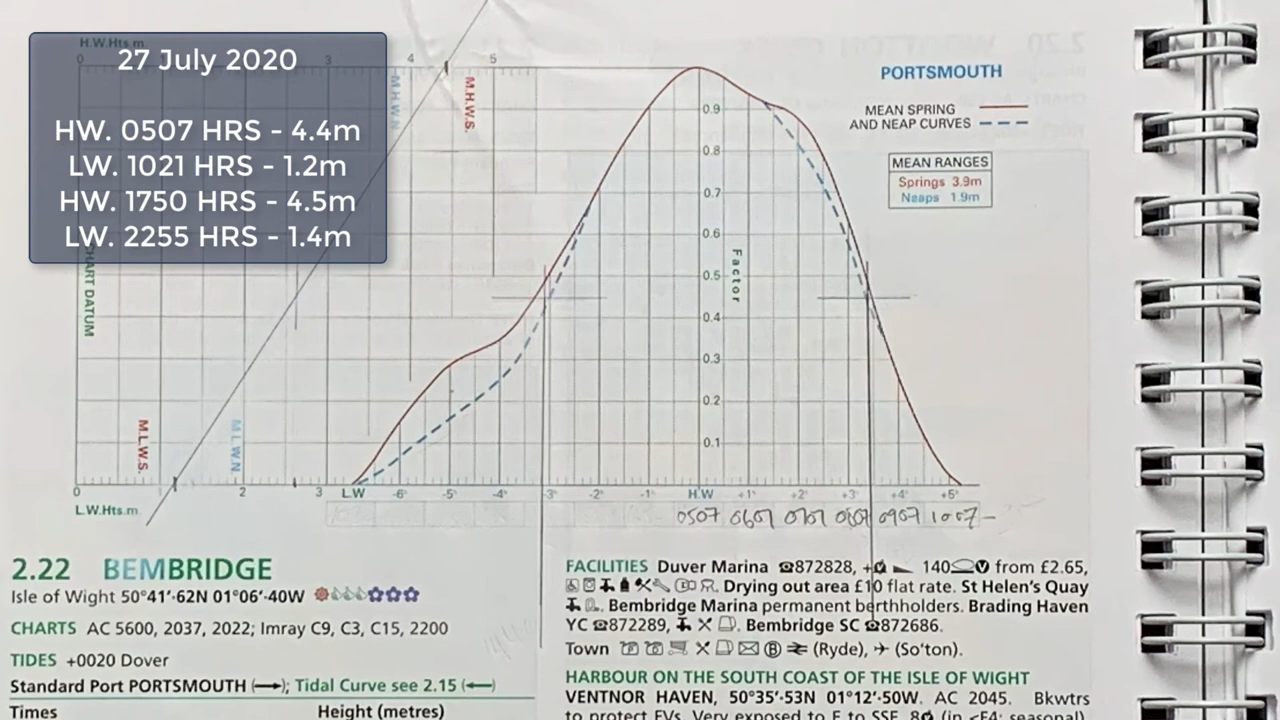 27 July 2020
HW. 0507 HRS - 4.4m
LW. 1021 HRS - 1.2m
HW. 1750 HRS - 4.5m
LW. 2255 HRS - 1.4m
H.W.Hts.m.
0 3 4 5
M.H.W.N.
M.H.W.S.
CHART DATUM
M.L.W.S.
M.L.W.N.
0 1 2 3
L.W.Hts.m.
PORTSMOUTH
MEAN SPRING
AND NEAP CURVES
MEAN RANGES
Springs 3.9m
Neaps 1.9m
0.9
0.8
0.7
0.6
0.5
0.4
0.3
0.2
0.1
Factor
LW -6h -5h -4h -3h -2h -1h HW +1h +2h +3h +4h +5h
0507 0607 0707 0807 0907 1007
2.22 BEMBRIDGE
Isle of Wight 50°41'·62N 01°06'·40W
CHARTS AC 5600, 2037, 2022; Imray C9, C3, C15, 2200
TIDES +0020 Dover
Standard Port PORTSMOUTH (→); Tidal Curve see 2.15 (←)
Times Height (metres)
FACILITIES Duver Marina ☎872828, 140 from £2.65,
Drying out area £10 flat rate. St Helen's Quay
Bembridge Marina permanent berthholders. Brading Haven
YC ☎872289, Bembridge SC ☎872686.
Town (Ryde), (So'ton).
HARBOUR ON THE SOUTH COAST OF THE ISLE OF WIGHT
VENTNOR HAVEN, 50°35'·53N 01°12'·50W. AC 2045. Bkwtrs
to protect FVs. Very exposed to E to SSE.